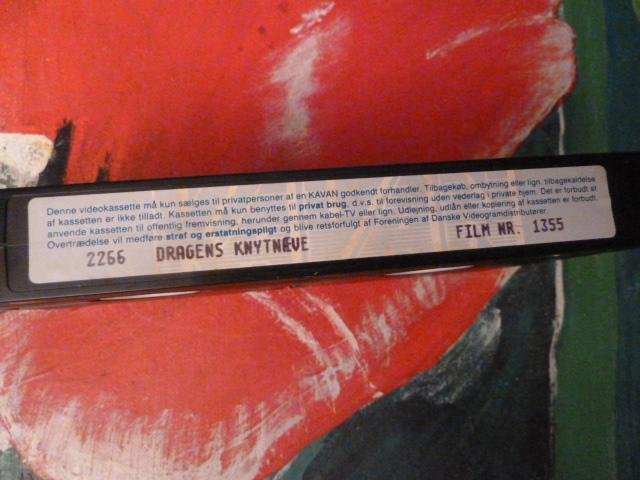 Denne videokassette må kun sælges til privatpersoner af en KAVAN godkendt forhandler. Tilbagekøb, ombytning eller lign. tilbagekaldelse
af kassetten er ikke tilladt. Kassetten må kun benyttes til privat brug, d.v.s. til forevisning uden vederlag i private hjem. Det er forbudt at
anvende kassetten til offentlig fremvisning, herunder gennem kabel-TV eller lign. Udlejning, udlån eller kopiering af kassetten er forbudt.
Overtrædelse vil medføre straf og erstatningspligt og blive retsforfulgt af Foreningen af Danske Videogramdistributører.
2266 DRAGENS KNYTNÆVE FILM NR. 1355